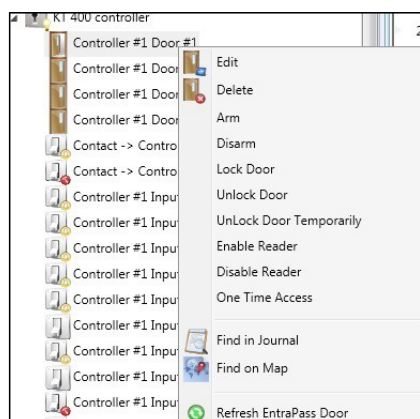 KT 400 controller
Controller #1 Door #1
Controller #1 Door
Controller #1 Door
Controller #1 Door
Contact -> Contro
Contact -> Contro
Controller #1 Inpu
Controller #1 Inpu
Controller #1 Inpu
Controller #1 Inpu
Controller #1 Inpu
Controller #1 Inpu
Controller #1 Inpu
Controller #1 Inpu
Controller #1 Inpu
Edit
Delete
Arm
Disarm
Lock Door
Unlock Door
UnLock Door Temporarily
Enable Reader
Disable Reader
One Time Access
Find in Journal
Find on Map
Refresh EntraPass Door
2